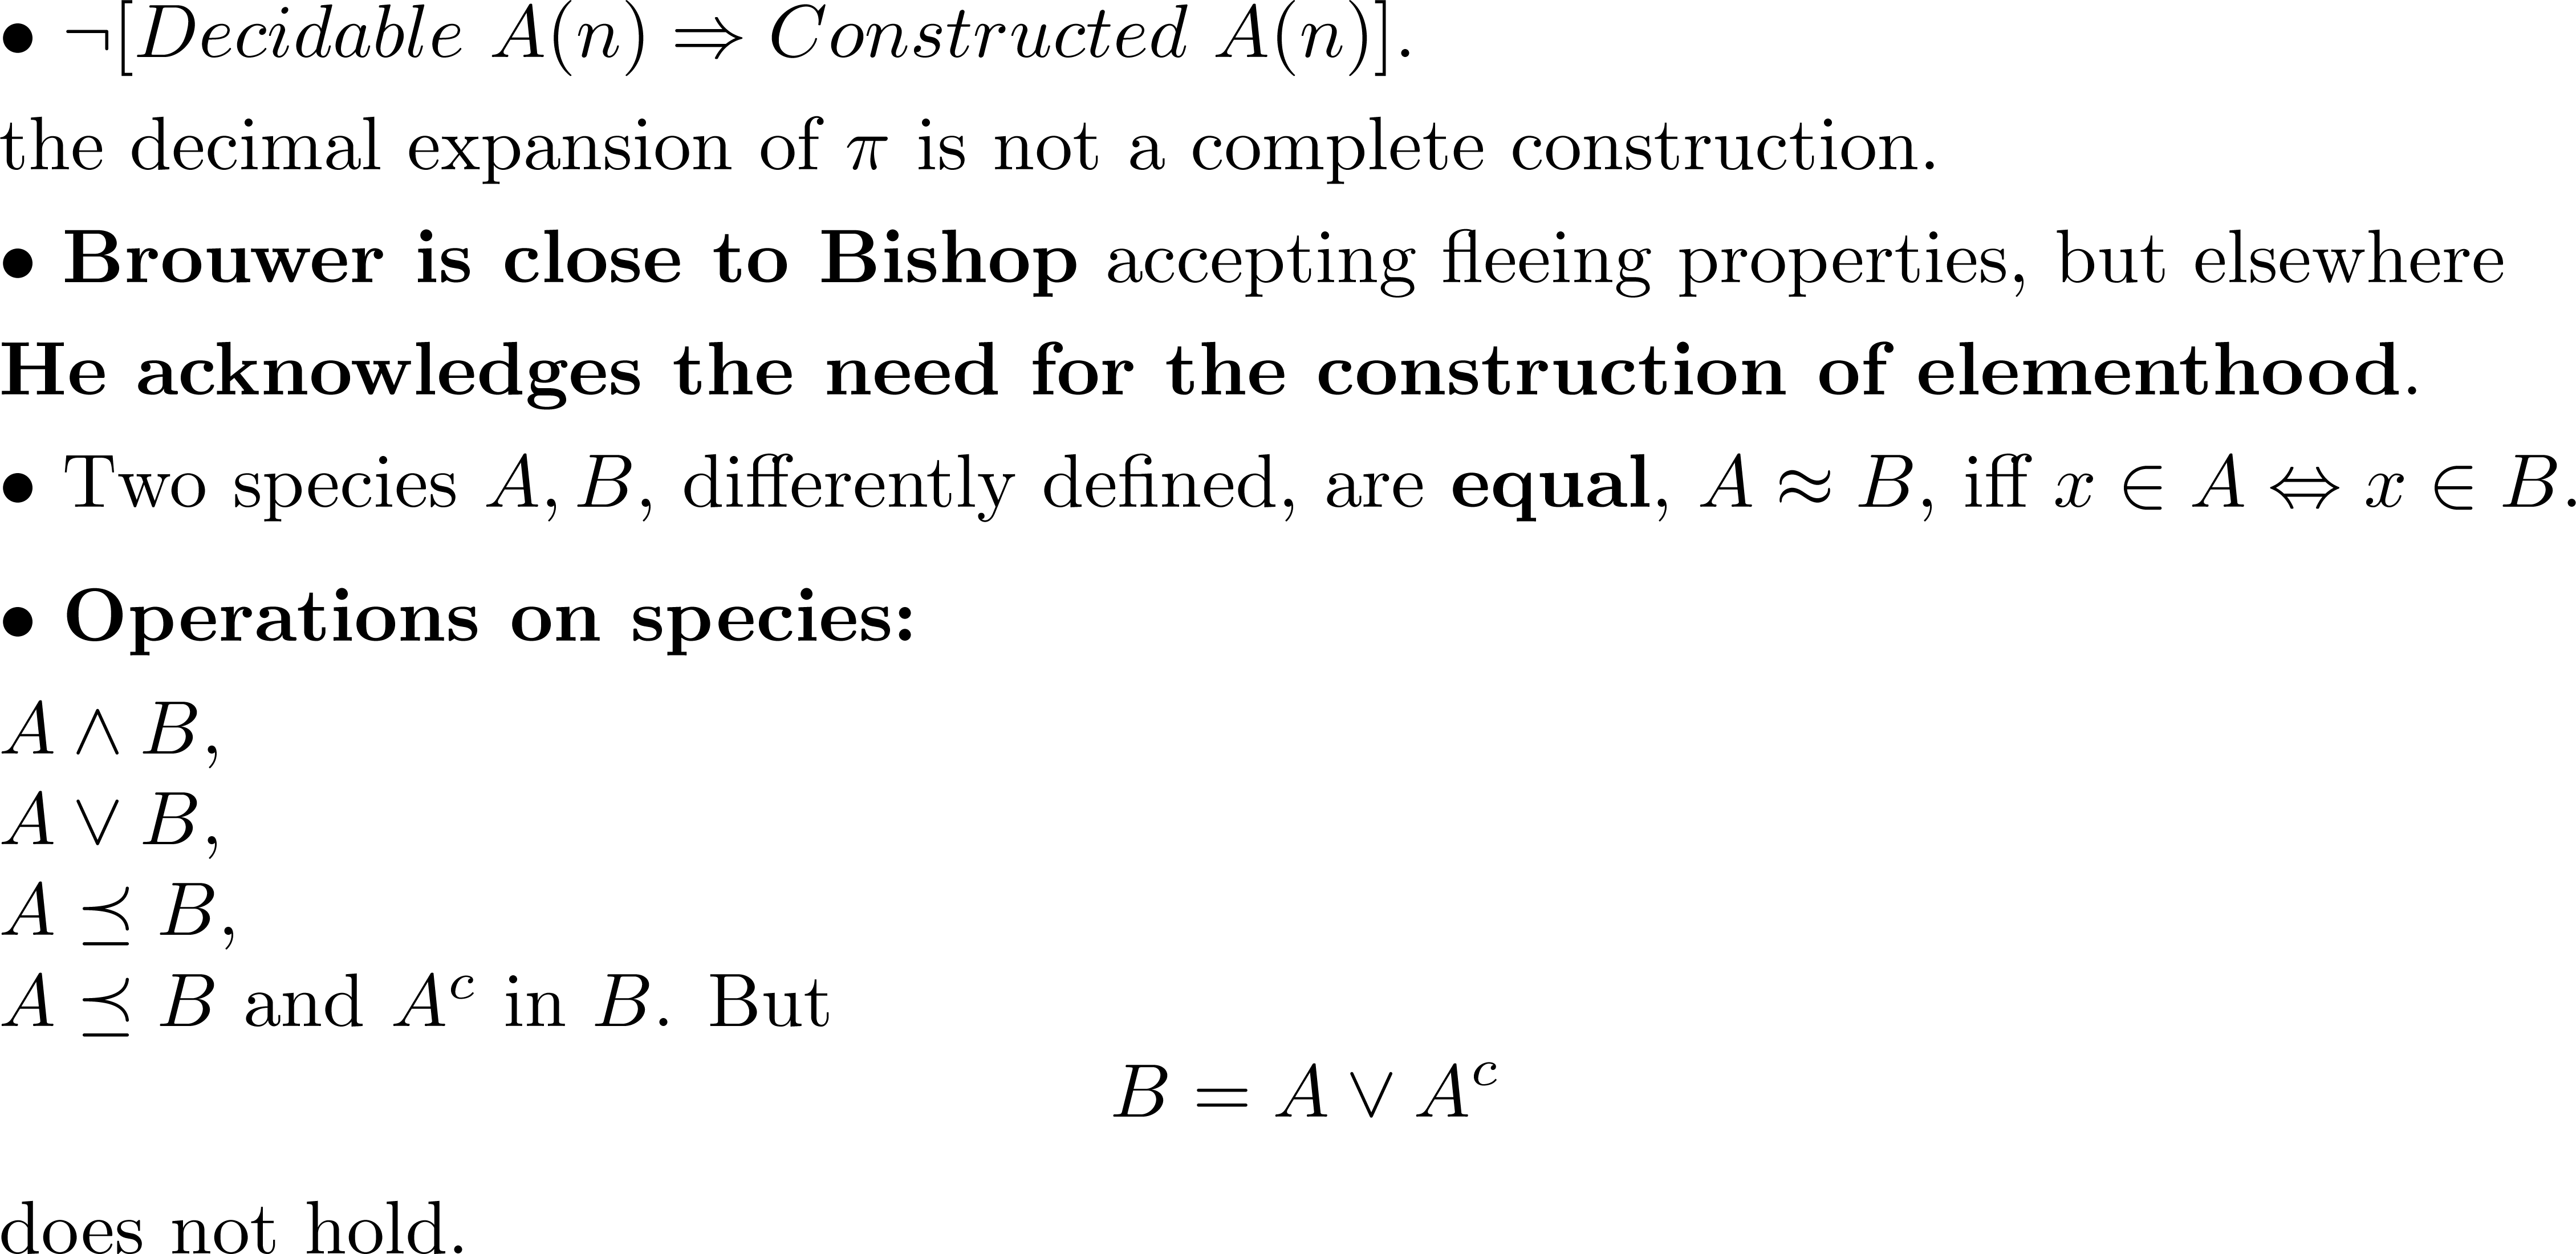 • ¬[Decidable A(n) ⇒ Constructed A(n)].
the decimal expansion of π is not a complete construction.
• Brouwer is close to Bishop accepting fleeing properties, but elsewhere
He acknowledges the need for the construction of elementhood.
• Two species A, B, differently defined, are equal, A ≈ B, iff x ∈ A ⇔ x ∈ B.
• Operations on species:
A ∧ B,
A ∨ B,
A ⪯ B,
A ⪯ B and Aᶜ in B. But
B = A ∨ Aᶜ
does not hold.